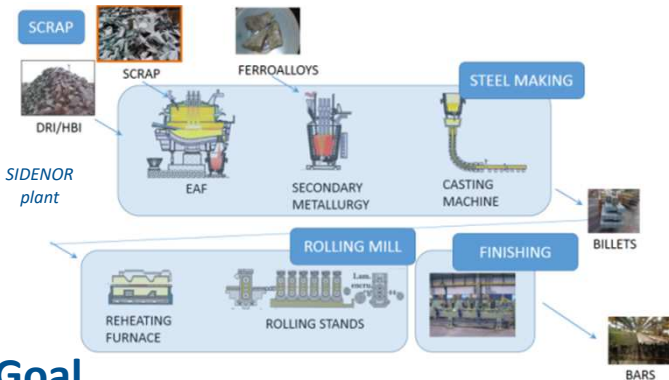 SCRAP
SCRAP
FERROALLOYS
STEEL MAKING
DRI/HBI
SIDENOR
plant
EAF
SECONDARY
METALLURGY
CASTING
MACHINE
BILLETS
ROLLING MILL
FINISHING
Lam.
REHEATING
FURNACE
ROLLING STANDS
BARS
Goal